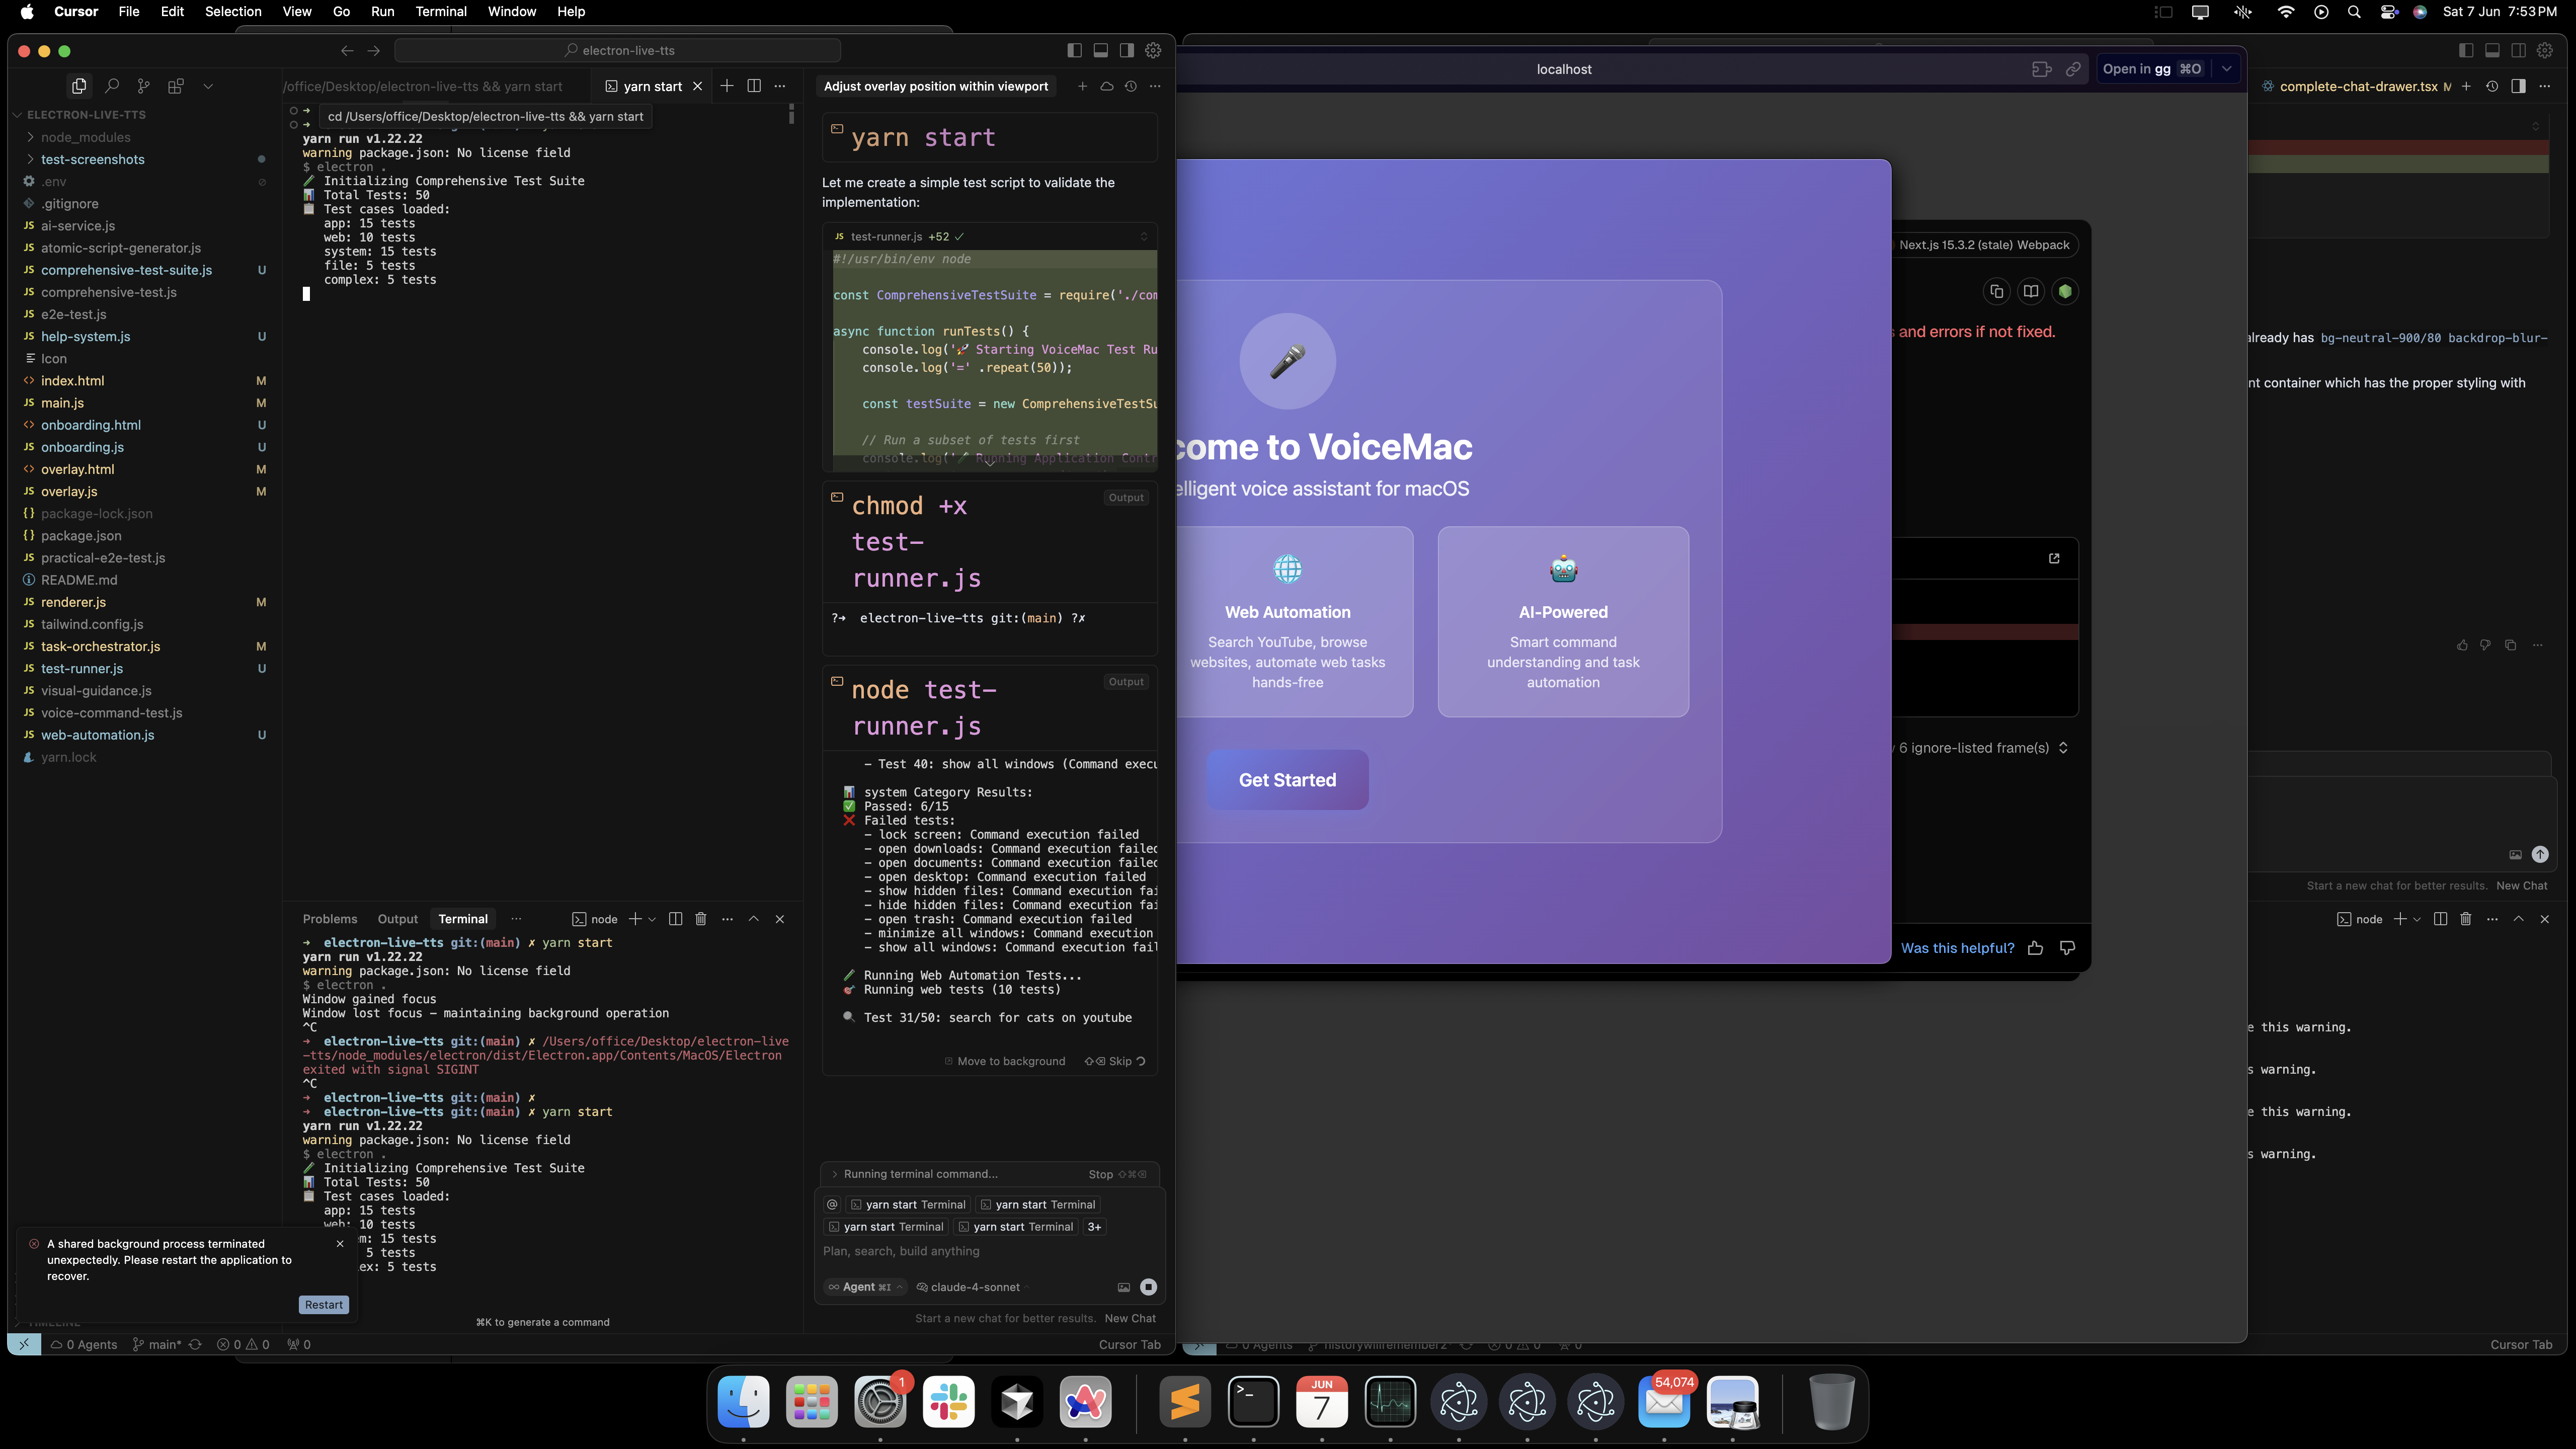 Cursor File Edit Selection View Go Run Terminal Window Help
Sat 7 Jun 7:53 PM
electron-live-tts
/office/Desktop/electron-live-tts && yarn start
yarn start
ELECTRON-LIVE-TTS
node_modules
test-screenshots
.env
.gitignore
JS ai-service.js
JS atomic-script-generator.js
JS comprehensive-test-suite.js U
JS comprehensive-test.js
JS e2e-test.js
JS help-system.js U
Icon
<> index.html M
JS main.js M
<> onboarding.html U
JS onboarding.js U
<> overlay.html M
JS overlay.js M
{} package-lock.json
{} package.json
JS practical-e2e-test.js
README.md
JS renderer.js M
JS tailwind.config.js
JS task-orchestrator.js M
JS test-runner.js U
JS visual-guidance.js
JS voice-command-test.js
JS web-automation.js U
yarn.lock
TIMELINE
cd /Users/office/Desktop/electron-live-tts && yarn start
yarn run v1.22.22
warning package.json: No license field
$ electron .
Initializing Comprehensive Test Suite
Total Tests: 50
Test cases loaded:
app: 15 tests
web: 10 tests
system: 15 tests
file: 5 tests
complex: 5 tests
Problems Output Terminal ··· node
→ electron-live-tts git:(main) ✗ yarn start
yarn run v1.22.22
warning package.json: No license field
$ electron .
Window gained focus
Window lost focus - maintaining background operation
^C
→ electron-live-tts git:(main) ✗ /Users/office/Desktop/electron-live
-tts/node_modules/electron/dist/Electron.app/Contents/MacOS/Electron
exited with signal SIGINT
^C
→ electron-live-tts git:(main) ✗
→ electron-live-tts git:(main) ✗ yarn start
yarn run v1.22.22
warning package.json: No license field
$ electron .
Initializing Comprehensive Test Suite
Total Tests: 50
Test cases loaded:
app: 15 tests
web: 10 tests
em: 15 tests
5 tests
ex: 5 tests
⌘K to generate a command
A shared background process terminated
unexpectedly. Please restart the application to
recover.
Restart
0 Agents main* 0 0 0
Cursor Tab
Adjust overlay position within viewport
yarn start
Let me create a simple test script to validate the
implementation:
JS test-runner.js +52
#!/usr/bin/env node
const ComprehensiveTestSuite = require('./com
async function runTests() {
console.log('🚀 Starting VoiceMac Test Ru
console.log('=' .repeat(50));
const testSuite = new ComprehensiveTestSu
// Run a subset of tests first
console.log(' Running Application Contr
chmod +x
test-
runner.js
Output
?→ electron-live-tts git:(main) ?✗
node test-
runner.js
Output
- Test 40: show all windows (Command execu
system Category Results:
Passed: 6/15
Failed tests:
- lock screen: Command execution failed
- open downloads: Command execution failed
- open documents: Command execution failed
- open desktop: Command execution failed
- show hidden files: Command execution fai
- hide hidden files: Command execution fai
- open trash: Command execution failed
- minimize all windows: Command execution
- show all windows: Command execution fail
Running Web Automation Tests...
Running web tests (10 tests)
Test 31/50: search for cats on youtube
Move to background Skip
Running terminal command... Stop
@ yarn start Terminal yarn start Terminal
yarn start Terminal yarn start Terminal 3+
Plan, search, build anything
Agent ⌘I claude-4-sonnet
Start a new chat for better results. New Chat
localhost
Open in gg ⌘O
come to VoiceMac
elligent voice assistant for macOS
Web Automation
Search YouTube, browse
websites, automate web tasks
hands-free
AI-Powered
Smart command
understanding and task
automation
Get Started
Next.js 15.3.2 (stale) Webpack
s and errors if not fixed.
6 ignore-listed frame(s)
Was this helpful?
complete-chat-drawer.tsx M
already has bg-neutral-900/80 backdrop-blur-
nt container which has the proper styling with
Start a new chat for better results. New Chat
node
e this warning.
s warning.
e this warning.
s warning.
0 Agents historywillremember2* 0 0 0
Cursor Tab
1
JUN
7
54,074